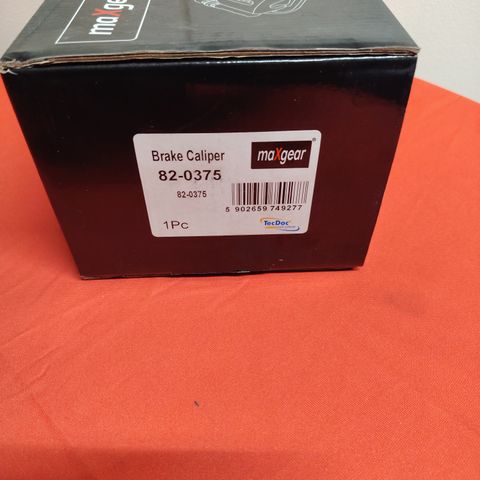 maXgear
Brake Caliper
maXgear®
82-0375
82-0375
5 902659 749277
1Pc
TecDoc